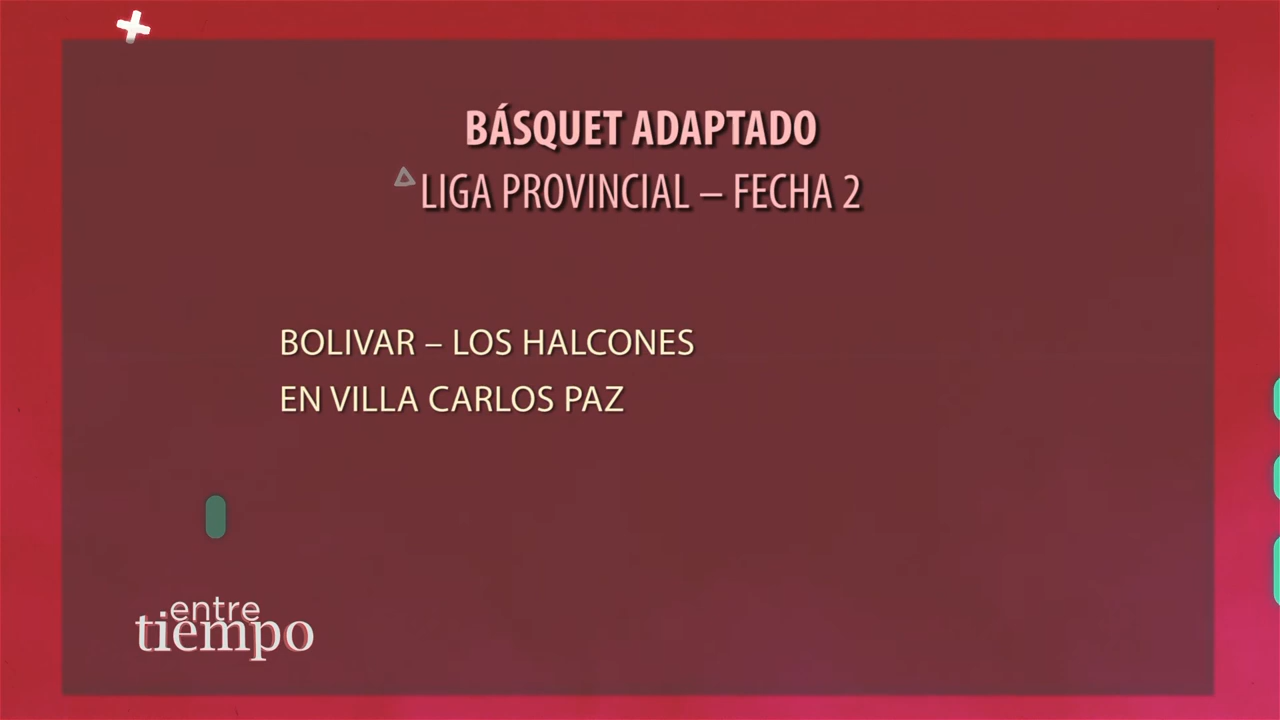 BÁSQUET ADAPTADO
LIGA PROVINCIAL – FECHA 2
BOLIVAR – LOS HALCONES
EN VILLA CARLOS PAZ
entre
tiempo